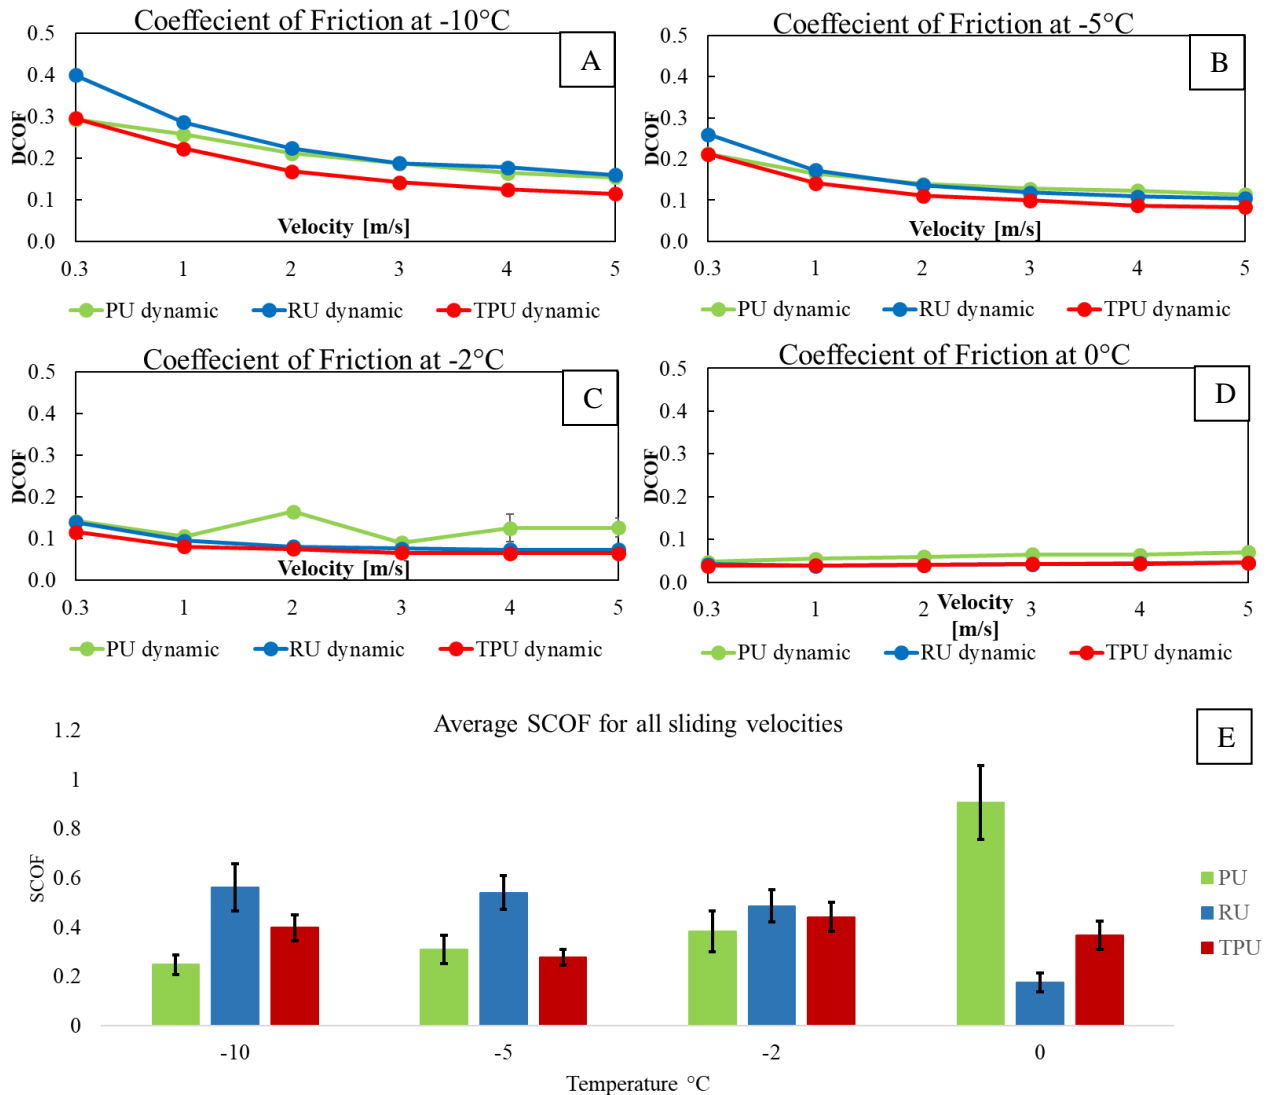 Coeffecient of Friction at -10°C
A
0.5
0.4
0.3
0.2
0.1
0.0
DCOF
Velocity [m/s]
0.3 1 2 3 4 5
PU dynamic RU dynamic TPU dynamic
Coeffecient of Friction at -5°C
B
0.5
0.4
0.3
0.2
0.1
0.0
DCOF
Velocity [m/s]
0.3 1 2 3 4 5
PU dynamic RU dynamic TPU dynamic
Coeffecient of Friction at -2°C
C
0.5
0.4
0.3
0.2
0.1
0.0
DCOF
Velocity [m/s]
0.3 1 2 3 4 5
PU dynamic RU dynamic TPU dynamic
Coeffecient of Friction at 0°C
D
0.5
0.4
0.3
0.2
0.1
0.0
DCOF
0.3 1 2 3 4 5
Velocity
[m/s]
PU dynamic RU dynamic TPU dynamic
Average SCOF for all sliding velocities
E
1.2
1
0.8
0.6
0.4
0.2
0
SCOF
-10 -5 -2 0
Temperature °C
PU
RU
TPU